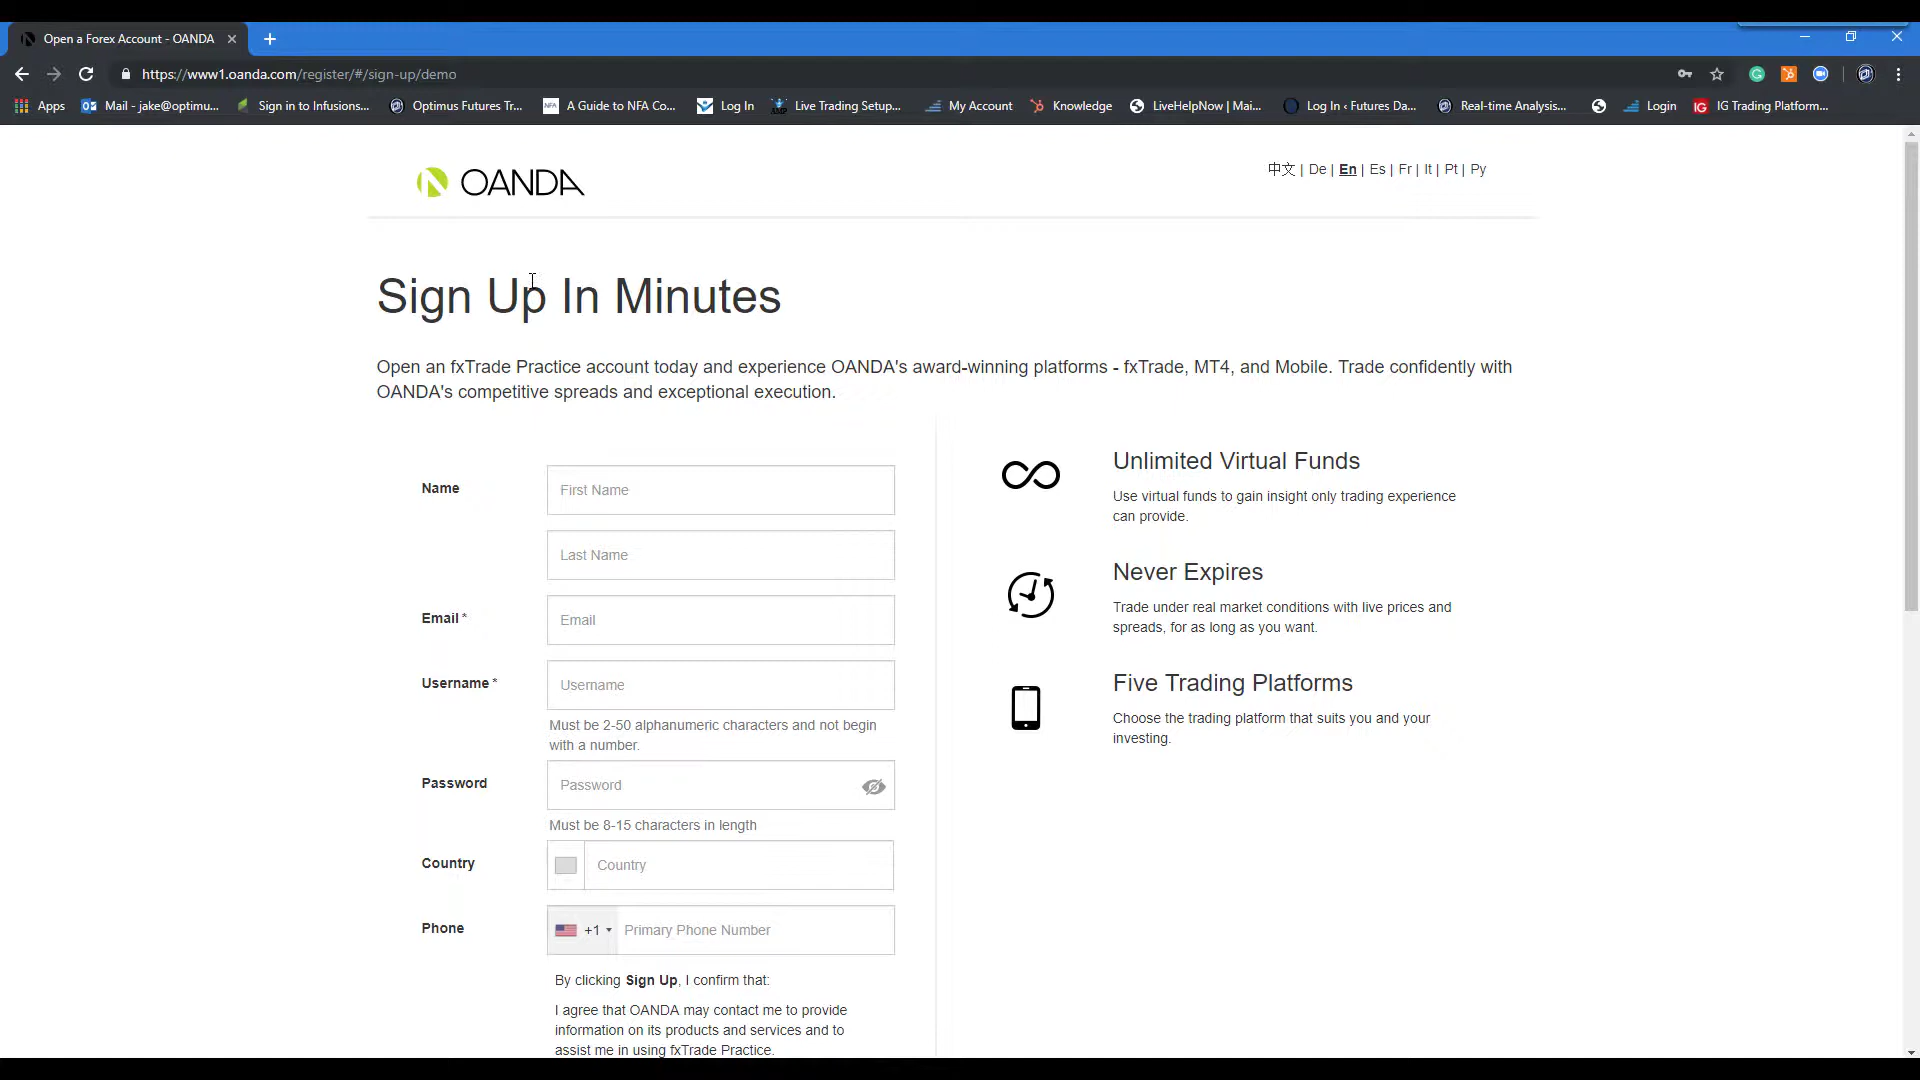 Open a Forex Account - OANDA
https://www1.oanda.com/register/#/sign-up/demo
Apps Mail - jake@optimu... Sign in to Infusions... Optimus Futures Tr... NFA A Guide to NFA Co... Log In Live Trading Setup... My Account Knowledge LiveHelpNow | Mai... Log In ‹ Futures Da... Real-time Analysis... Login IG IG Trading Platform...
OANDA
中文 | De | En | Es | Fr | It | Pt | Py
Sign Up In Minutes
Open an fxTrade Practice account today and experience OANDA's award-winning platforms - fxTrade, MT4, and Mobile. Trade confidently with
OANDA's competitive spreads and exceptional execution.
Name
First Name
Last Name
Email *
Email
Username *
Username
Must be 2-50 alphanumeric characters and not begin
with a number.
Password
Password
Must be 8-15 characters in length
Country
Country
Phone
+1
Primary Phone Number
By clicking Sign Up, I confirm that:
I agree that OANDA may contact me to provide
information on its products and services and to
assist me in using fxTrade Practice.
Unlimited Virtual Funds
Use virtual funds to gain insight only trading experience
can provide.
Never Expires
Trade under real market conditions with live prices and
spreads, for as long as you want.
Five Trading Platforms
Choose the trading platform that suits you and your
investing.